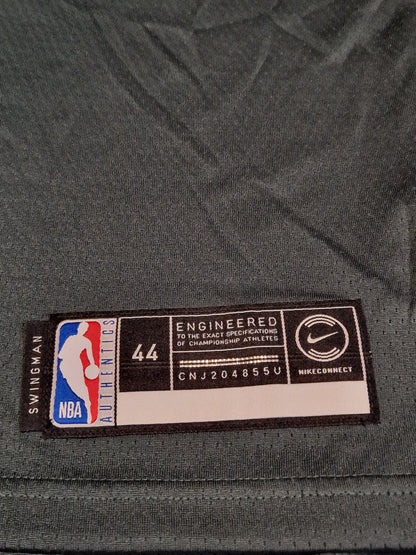 SWINGMAN
NBA
AUTHENTICS
44
ENGINEERED
TO THE EXACT SPECIFICATIONS
OF CHAMPIONSHIP ATHLETES
CNJ204855U
NIKECONNECT